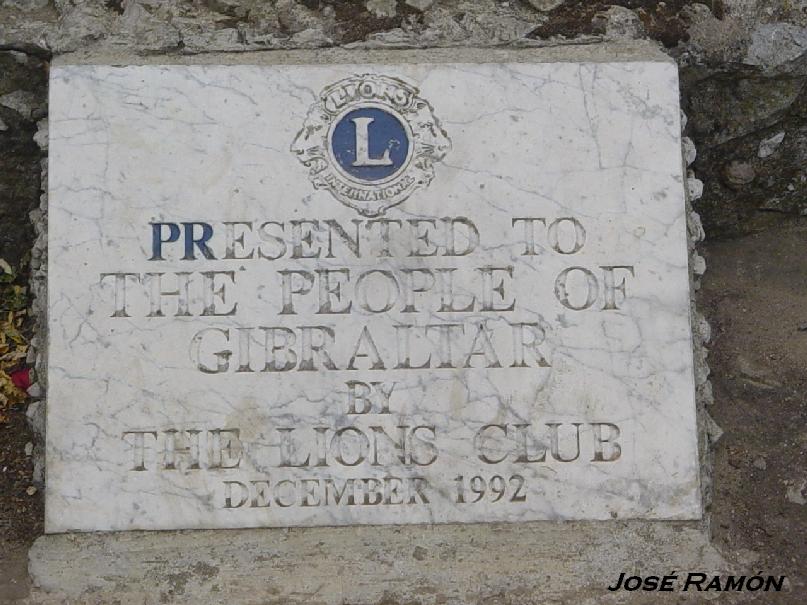 LIONS
L
INTERNATIONAL
PRESENTED TO
THE PEOPLE OF
GIBRALTAR
BY
THE LIONS CLUB
DECEMBER 1992
JOSÉ RAMÓN